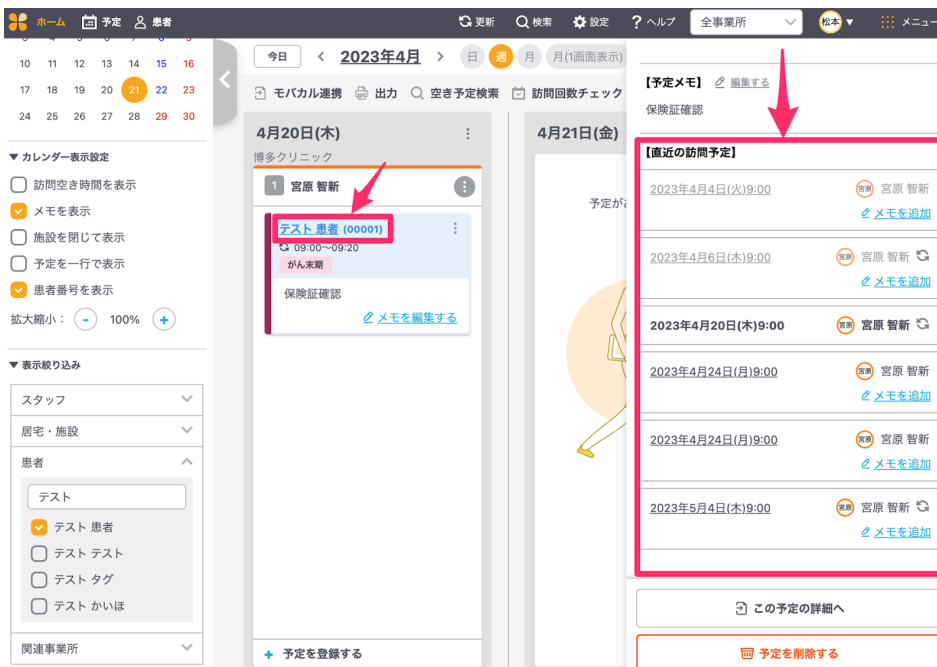 ホーム 予定 患者 更新 検索 設定 ? ヘルプ 全事業所 松本 ▼ メニュー
10 11 12 13 14 15 16
17 18 19 20 21 22 23
24 25 26 27 28 29 30
▼ カレンダー表示設定
訪問空き時間を表示
メモを表示
施設を閉じて表示
予定を一行で表示
患者番号を表示
拡大縮小： - 100% +
▼ 表示絞り込み
スタッフ
居宅・施設
患者
テスト
テスト 患者
テスト テスト
テスト タグ
テスト かいほ
関連事業所
今日 < 2023年4月 > 日 週 月 月(1画面表示)
モバカル連携 出力 空き予定検索 訪問回数チェック
4月20日(木)
博多クリニック
1 宮原 智新
テスト 患者 (00001)
09:00〜09:20
がん末期
保険証確認
メモを編集する
+ 予定を登録する
4月21日(金)
予定が
【予定メモ】 編集する
保険証確認
【直近の訪問予定】
2023年4月4日(火)9:00 宮原 宮原 智新
メモを追加
2023年4月6日(木)9:00 宮原 宮原 智新
メモを追加
2023年4月20日(木)9:00 宮原 宮原 智新
2023年4月24日(月)9:00 宮原 宮原 智新
メモを追加
2023年4月24日(月)9:00 宮原 宮原 智新
メモを追加
2023年5月4日(木)9:00 宮原 宮原 智新
メモを追加
この予定の詳細へ
予定を削除する